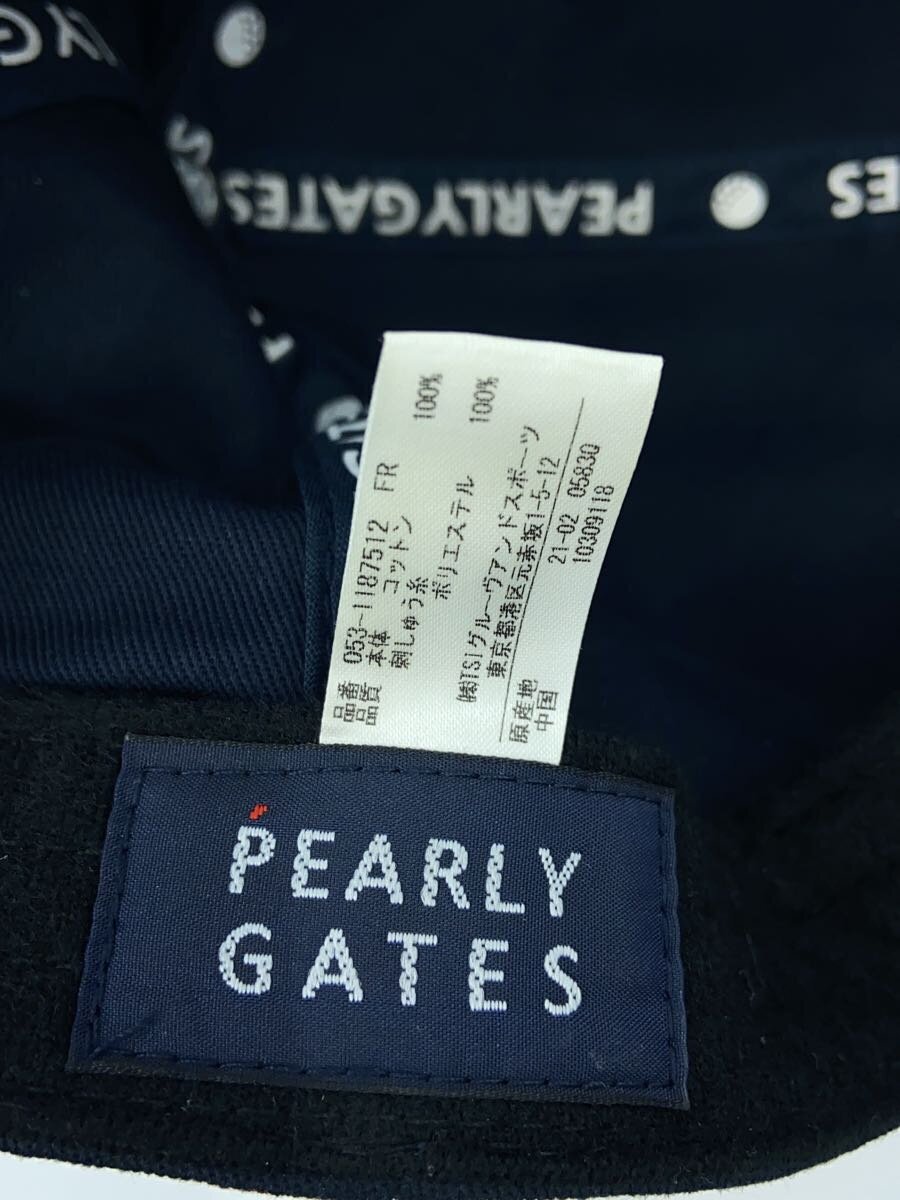 YG
PEARLYGATES
ES
品番 053-1187512 FR
品質 本体 コットン 100%
刺しゅう糸
ポリエステル 100%
㈱TSIグルーヴアンドスポーツ
東京都港区元赤坂1-5-12
原産地 21-02 05830
中国 10309118
PEARLY
GATES